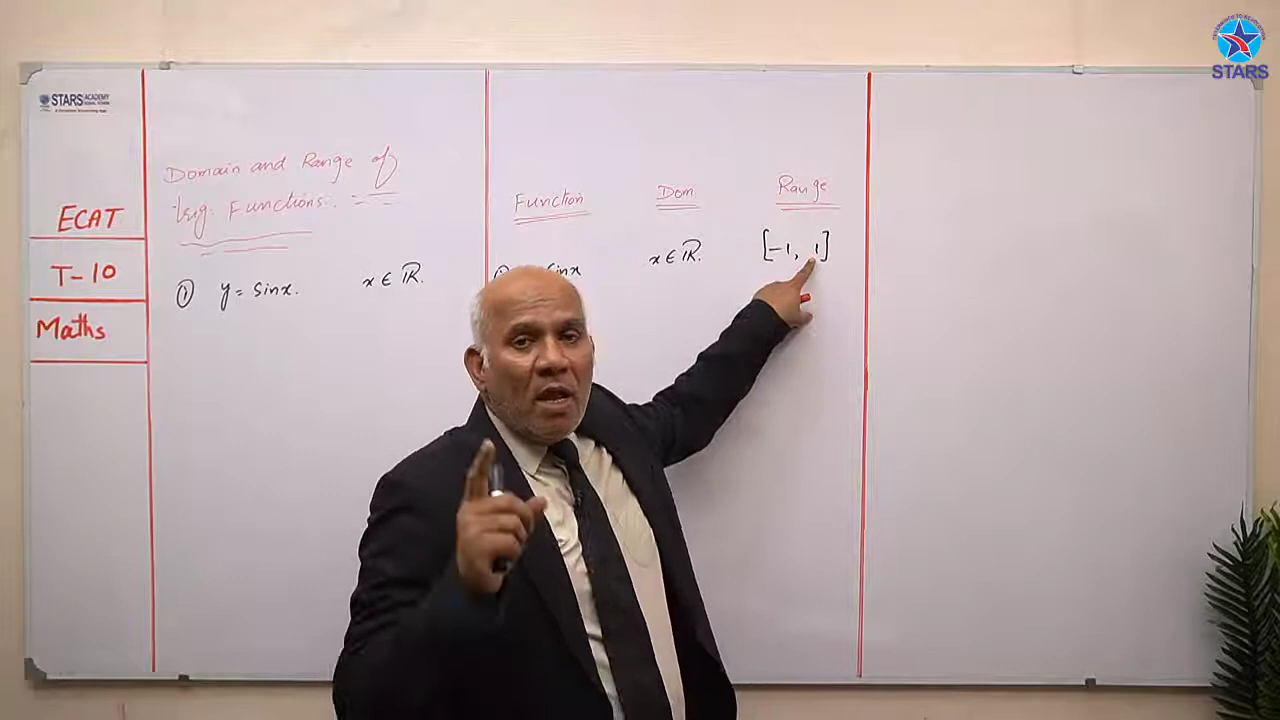 STARS
STARS ACADEMY
ECAT
T-10
Maths
Domain and Range of
trig. Functions.
① y = sinx. x ∈ ℝ.
Function Dom Range
sinx x ∈ ℝ. [-1, 1]